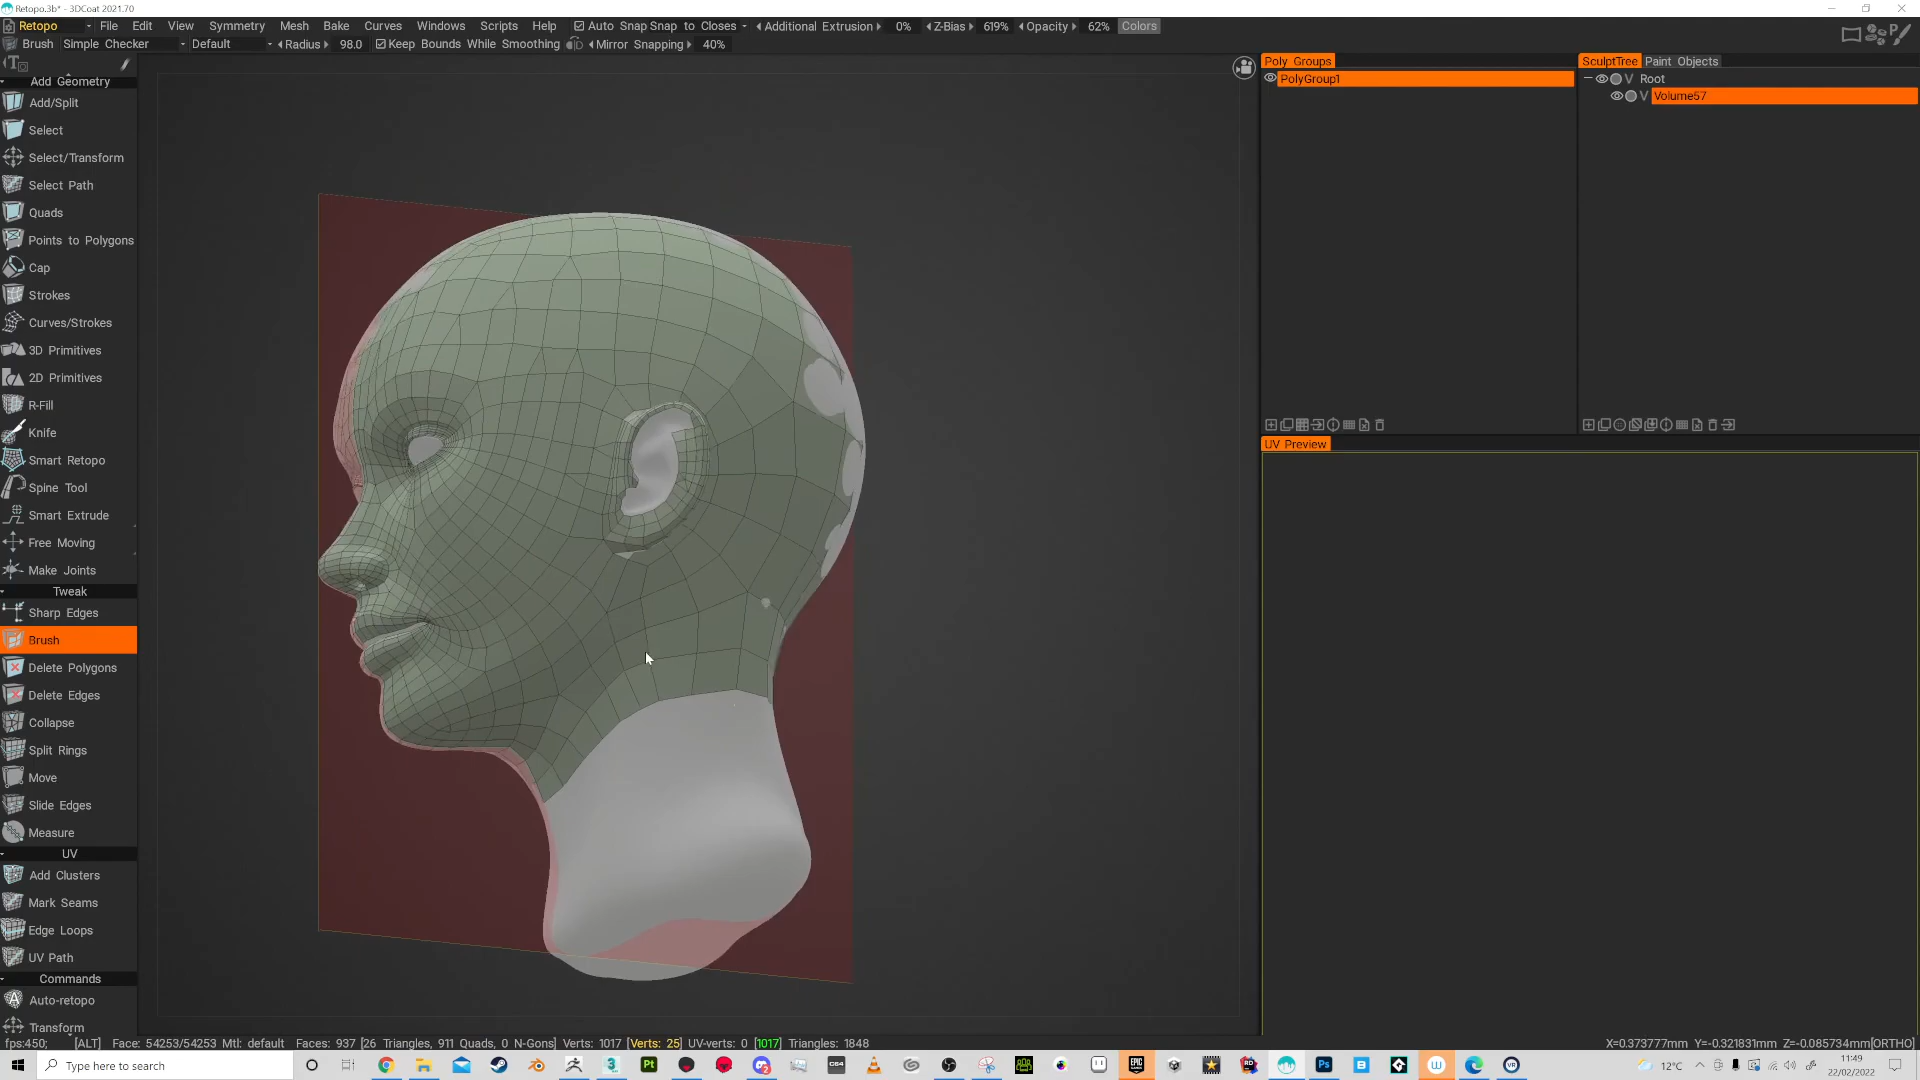 Retopo.3b* - 3DCoat 2021.70
Retopo File Edit View Symmetry Mesh Bake Curves Windows Scripts Help Auto Snap Snap to Closes Additional Extrusion 0% Z-Bias 619% Opacity 62% Colors
Brush Simple Checker Default Radius 98.0 Keep Bounds While Smoothing Mirror Snapping 40%
Add Geometry
Add/Split
Select
Select/Transform
Select Path
Quads
Points to Polygons
Cap
Strokes
Curves/Strokes
3D Primitives
2D Primitives
R-Fill
Knife
Smart Retopo
Spine Tool
Smart Extrude
Free Moving
Make Joints
Tweak
Sharp Edges
Brush
Delete Polygons
Delete Edges
Collapse
Split Rings
Move
Slide Edges
Measure
UV
Add Clusters
Mark Seams
Edge Loops
UV Path
Commands
Auto-retopo
Transform
Poly Groups
PolyGroup1
SculptTree Paint Objects
V Root
V Volume57
UV Preview
fps:450; [ALT] Face: 54253/54253 Mtl: default Faces: 937 [26 Triangles, 911 Quads, 0 N-Gons] Verts: 1017 [Verts: 25] UV-verts: 0 [1017] Triangles: 1848 X=0.373777mm Y=-0.321831mm Z=-0.085734mm[ORTHO]
Type here to search
Pt
C64
EPIC GAMES
RD
Ps
12°C
11:49
22/02/2022